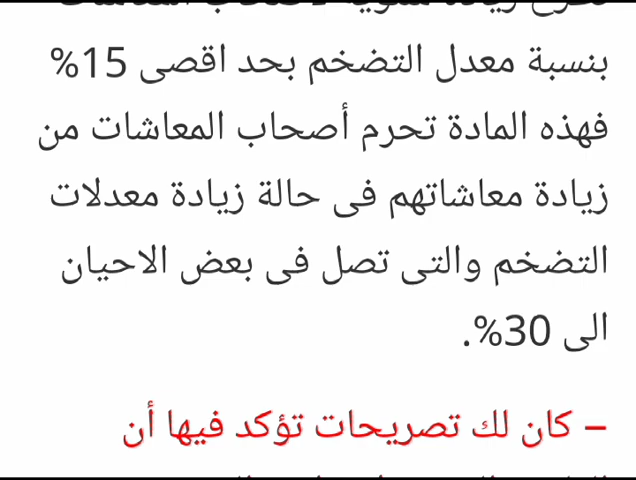 بنسبة معدل التضخم بحد اقصى 15%
فهذه المادة تحرم أصحاب المعاشات من
زيادة معاشاتهم فى حالة زيادة معدلات
التضخم والتى تصل فى بعض الاحيان
الى 30%.
– كان لك تصريحات تؤكد فيها أن